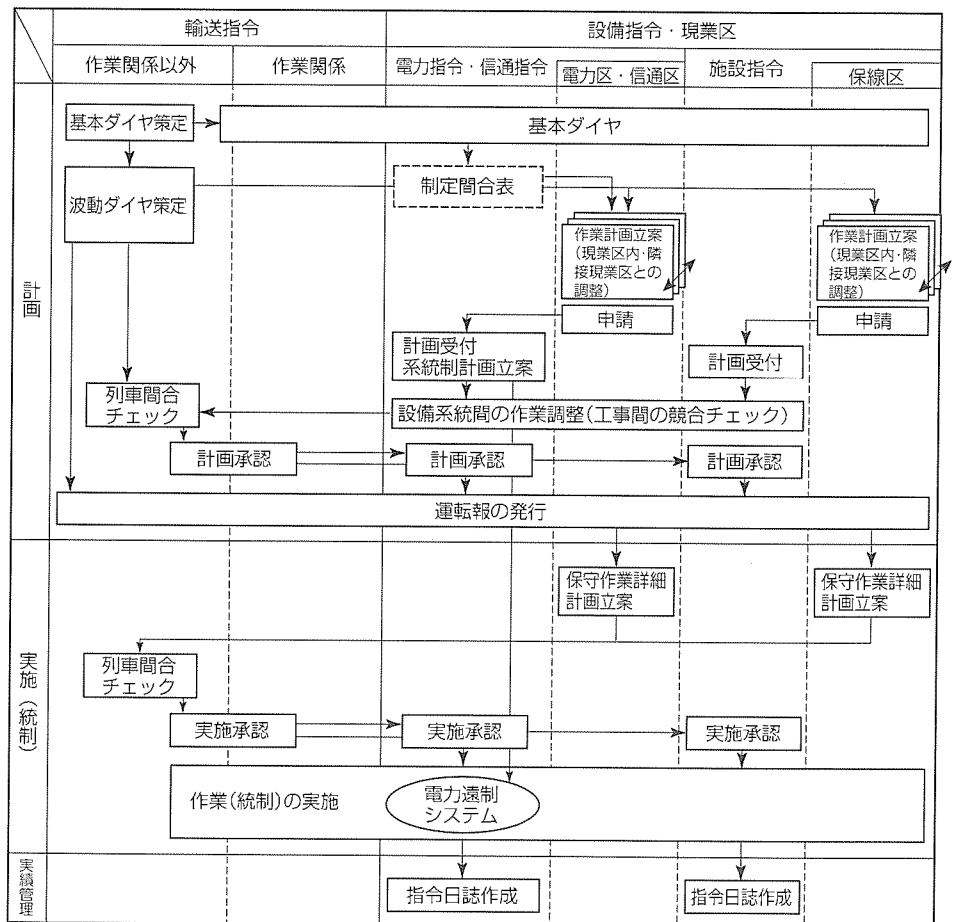 輸送指令
設備指令・現業区
作業関係以外
作業関係
電力指令・信通指令
電力区・信通区
施設指令
保線区
計画
基本ダイヤ策定
基本ダイヤ
波動ダイヤ策定
制定間合表
作業計画立案
(現業区内・隣
接現業区との
調整)
作業計画立案
(現業区内・隣
接現業区との
調整)
申請
申請
計画受付
系統制計画立案
計画受付
列車間合
チェック
設備系統間の作業調整(工事間の競合チェック)
計画承認
計画承認
計画承認
運転報の発行
実施(統制)
保守作業詳細
計画立案
保守作業詳細
計画立案
列車間合
チェック
実施承認
実施承認
実施承認
作業(統制)の実施
電力遠制
システム
実績管理
指令日誌作成
指令日誌作成